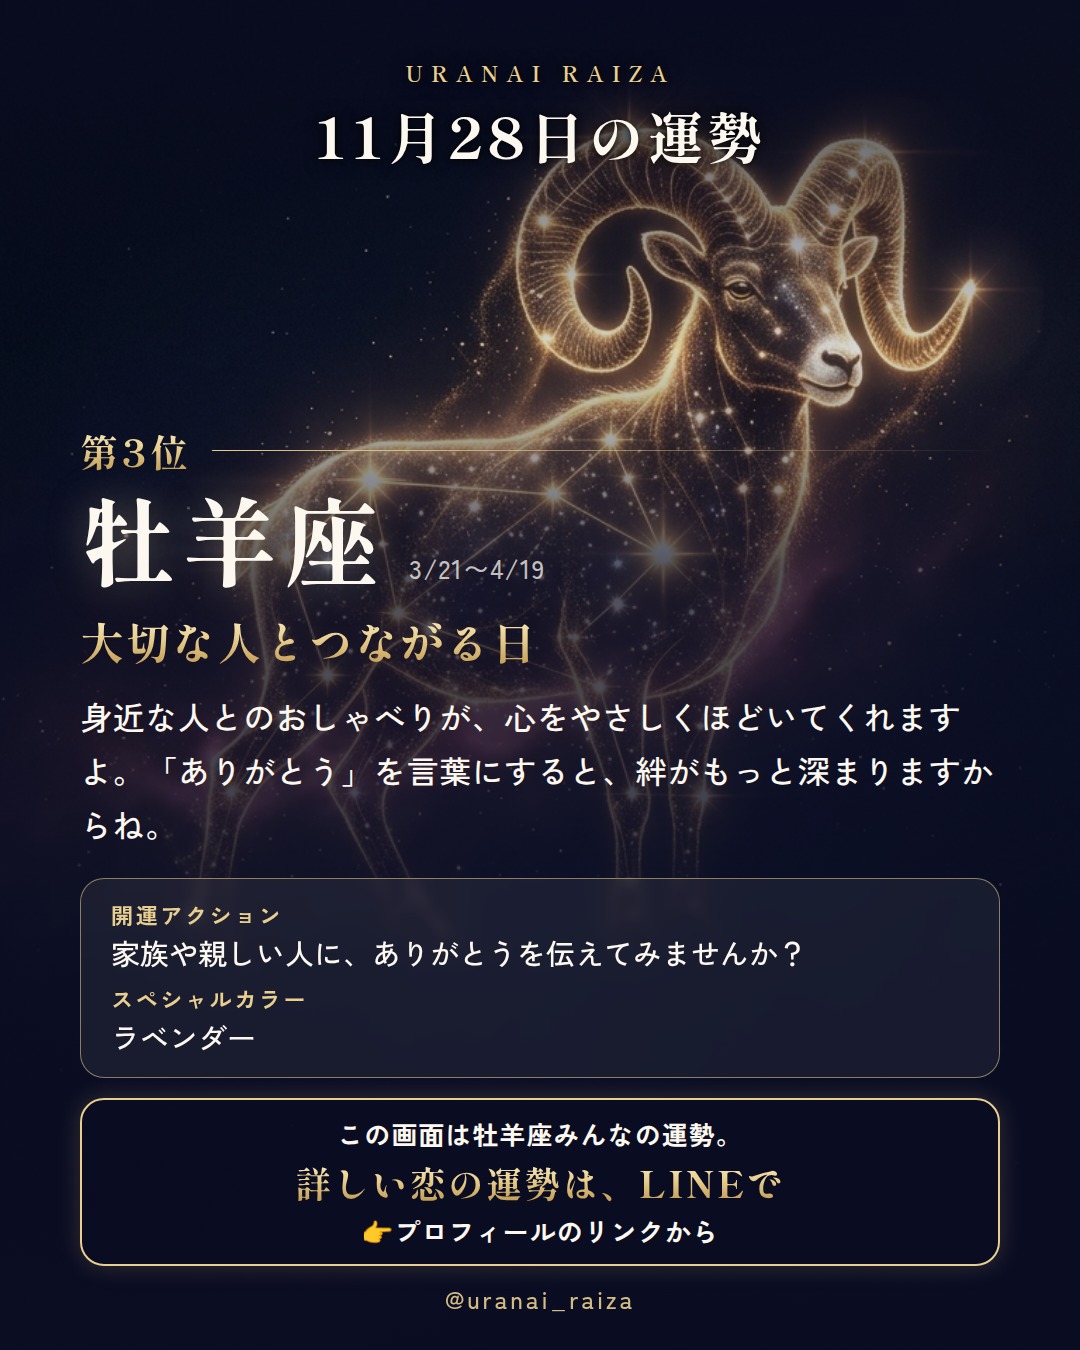 URANAI RAIZA
11月28日の運勢
第3位
牡羊座 3/21〜4/19
大切な人とつながる日
身近な人とのおしゃべりが、心をやさしくほどいてくれます
よ。「ありがとう」を言葉にすると、絆がもっと深まりますか
らね。
開運アクション
家族や親しい人に、ありがとうを伝えてみませんか？
スペシャルカラー
ラベンダー
この画面は牡羊座みんなの運勢。
詳しい恋の運勢は、LINEで
👉プロフィールのリンクから
@uranai_raiza